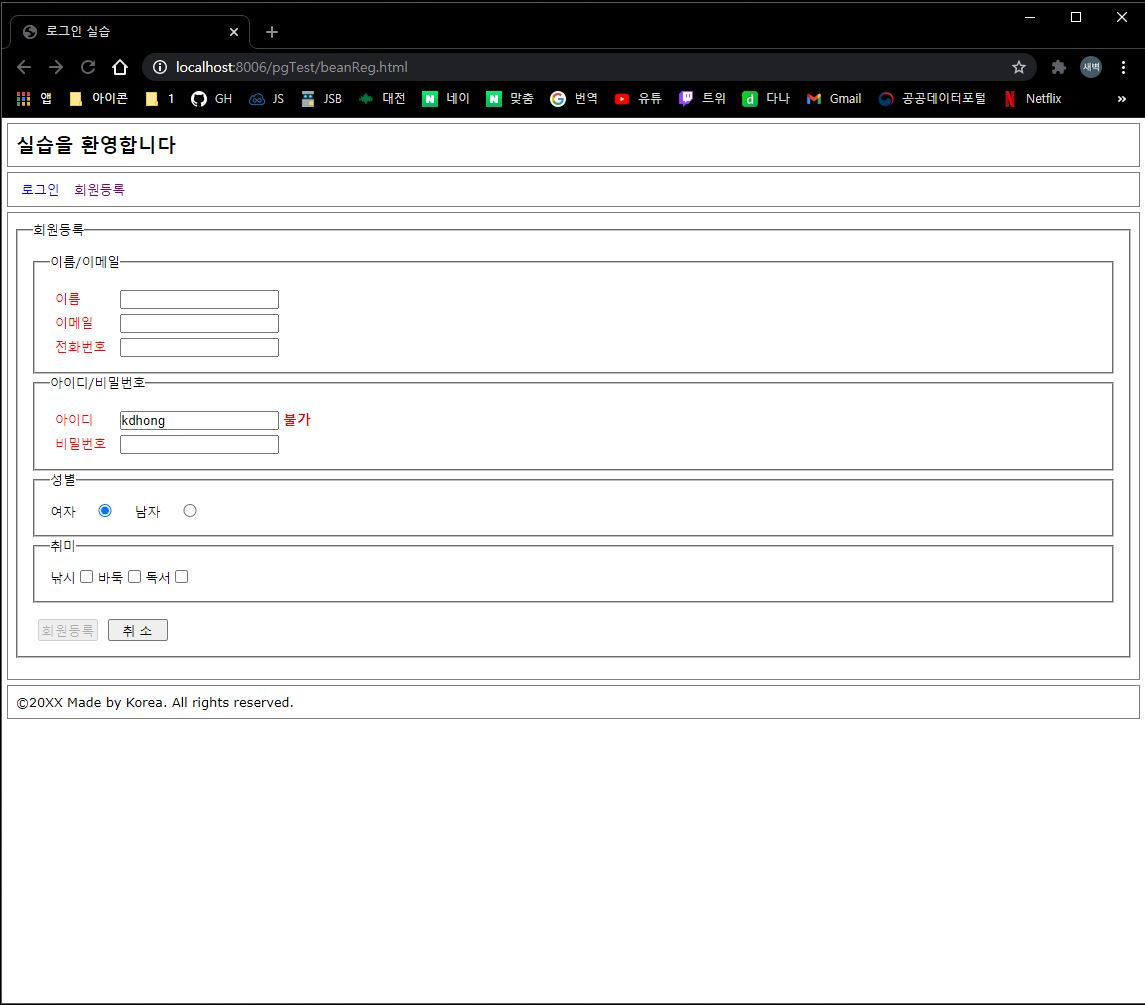 로그인 실습
localhost:8006/pgTest/beanReg.html
새벽
앱 아이콘 1 GH JS JSB 대전 네이 맞춤 번역 유튜 트위 다나 Gmail 공공데이터포털 Netflix »
실습을 환영합니다
로그인 회원등록
회원등록
이름/이메일
이름
이메일
전화번호
아이디/비밀번호
아이디 kdhong 불가
비밀번호
성별
여자 남자
취미
낚시 바둑 독서
회원등록 취 소
©20XX Made by Korea. All rights reserved.